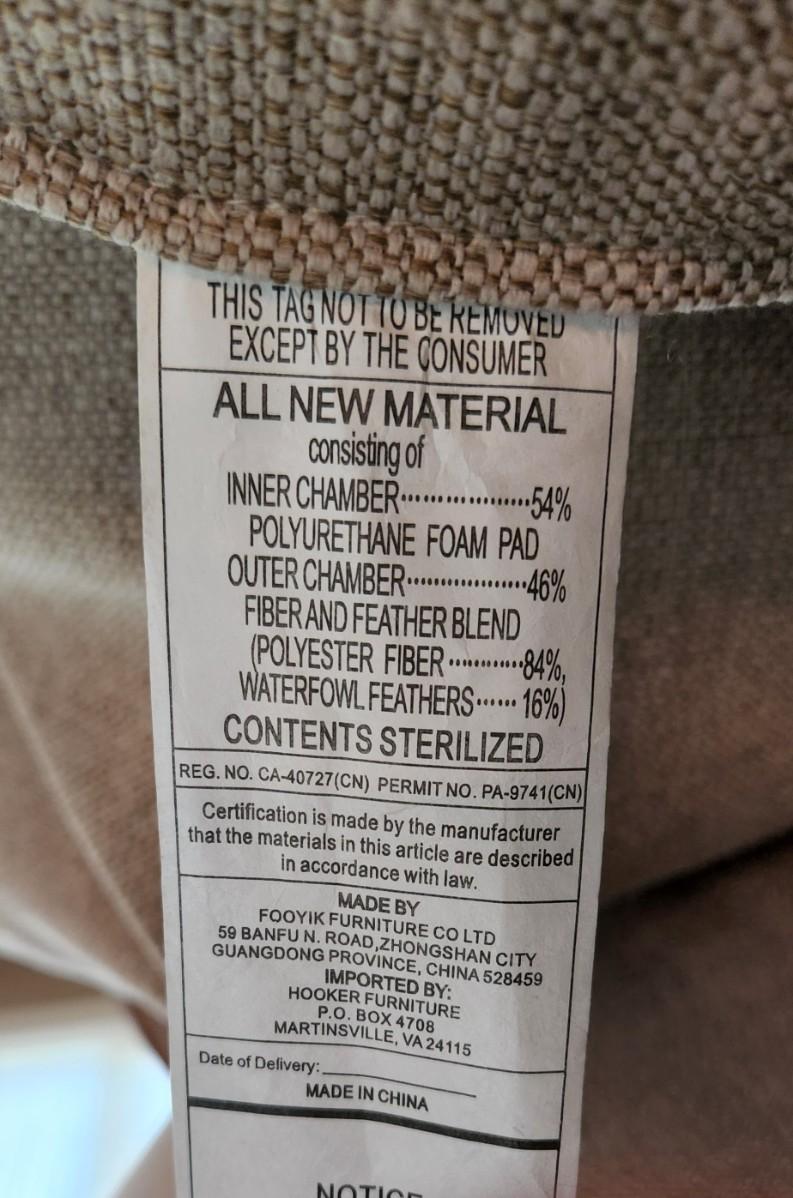 THIS TAG NOT TO BE REMOVED
EXCEPT BY THE CONSUMER
ALL NEW MATERIAL
consisting of
INNER CHAMBER...................54%
POLYURETHANE FOAM PAD
OUTER CHAMBER..................46%
FIBER AND FEATHER BLEND
(POLYESTER FIBER............84%,
WATERFOWL FEATHERS...... 16%)
CONTENTS STERILIZED
REG. NO. CA-40727(CN) PERMIT NO. PA-9741(CN)
Certification is made by the manufacturer
that the materials in this article are described
in accordance with law.
MADE BY
FOOYIK FURNITURE CO LTD
59 BANFU N. ROAD,ZHONGSHAN CITY
GUANGDONG PROVINCE, CHINA 528459
IMPORTED BY:
HOOKER FURNITURE
P.O. BOX 4708
MARTINSVILLE, VA 24115
Date of Delivery:
MADE IN CHINA
NOTICE